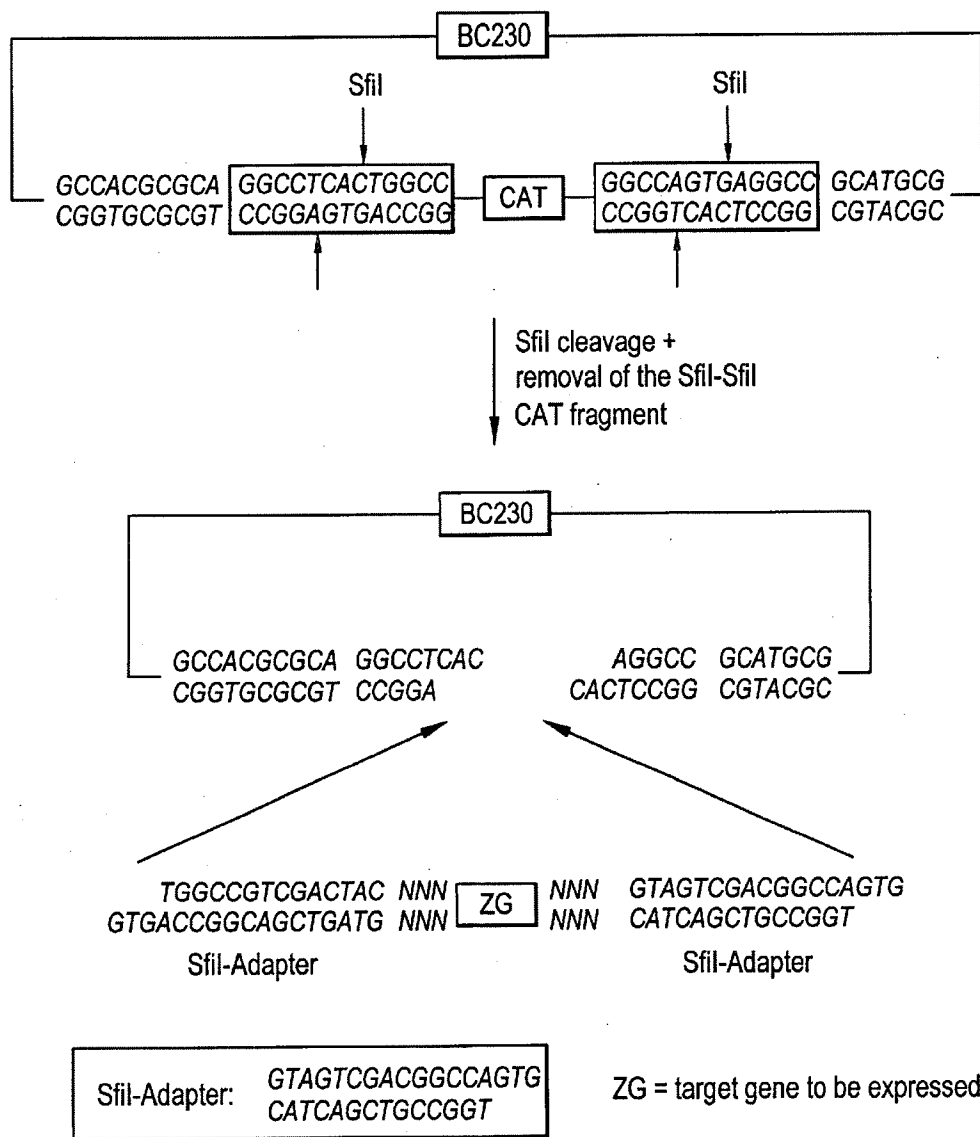 BC230
SfiI SfiI
GCCACGCGCA GGCCTCACTGGCC CAT GGCCAGTGAGGCC GCATGCG
CGGTGCGCGT CCGGAGTGACCGG CCGGTCACTCCGG CGTACGC
SfiI cleavage +
removal of the SfiI-SfiI
CAT fragment
BC230
GCCACGCGCA GGCCTCAC AGGCC GCATGCG
CGGTGCGCGT CCGGA CACTCCGG CGTACGC
TGGCCGTCGACTAC NNN ZG NNN GTAGTCGACGGCCAGTG
GTGACCGGCAGCTGATG NNN NNN CATCAGCTGCCGGT
SfiI-Adapter SfiI-Adapter
SfiI-Adapter: GTAGTCGACGGCCAGTG
CATCAGCTGCCGGT
ZG = target gene to be expressed